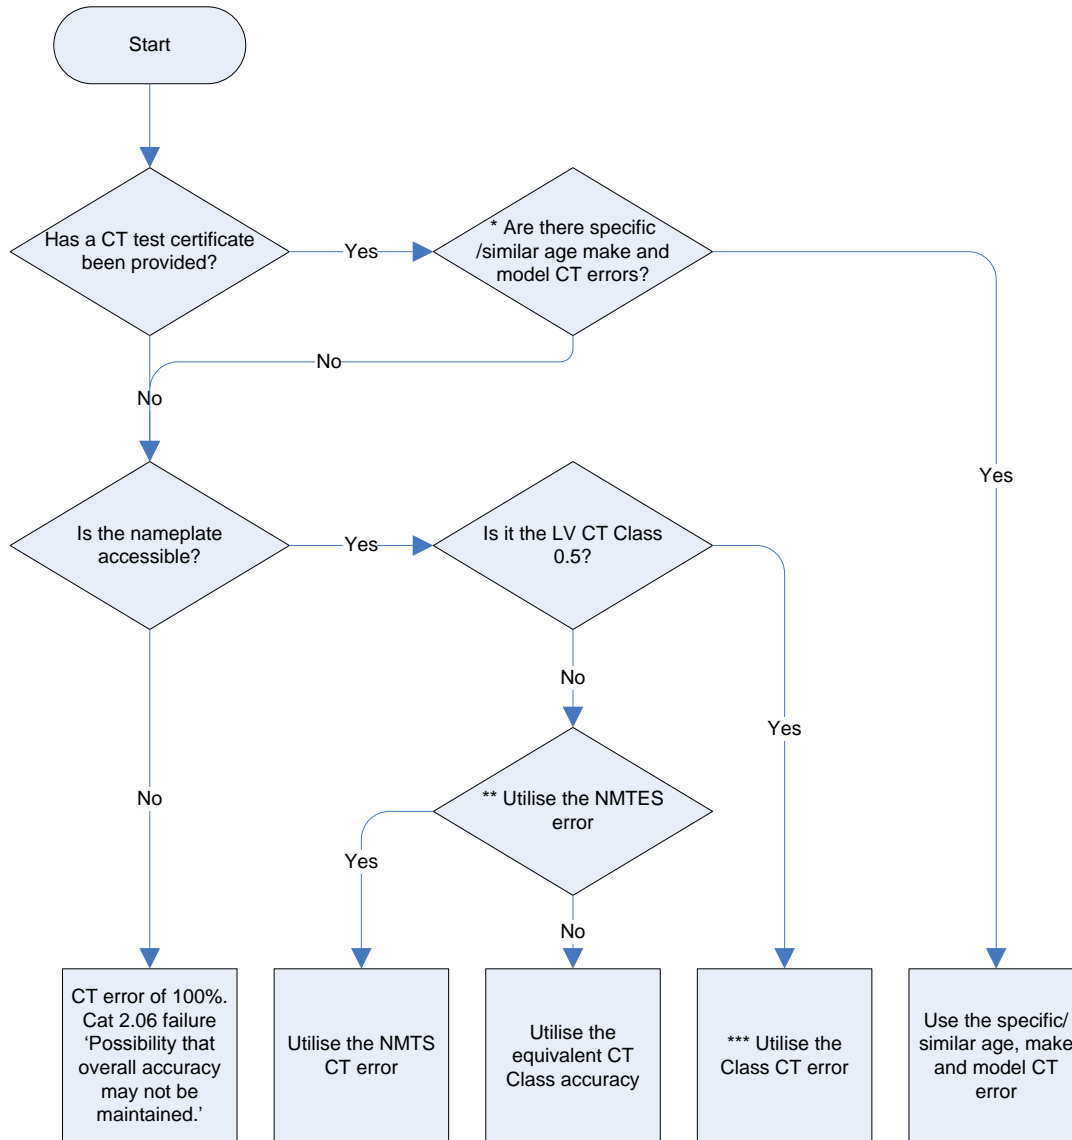 Start
Has a CT test certificate
been provided?
Yes
* Are there specific
/similar age make and
model CT errors?
No
No
Yes
Is the nameplate
accessible?
Yes
Is it the LV CT Class
0.5?
No
Yes
** Utilise the NMTES
error
No
Yes
No
CT error of 100%.
Cat 2.06 failure
‘Possibility that
overall accuracy
may not be
maintained.’
Utilise the NMTS
CT error
Utilise the
equivalent CT
Class accuracy
*** Utilise the
Class CT error
Use the specific/
similar age, make
and model CT
error